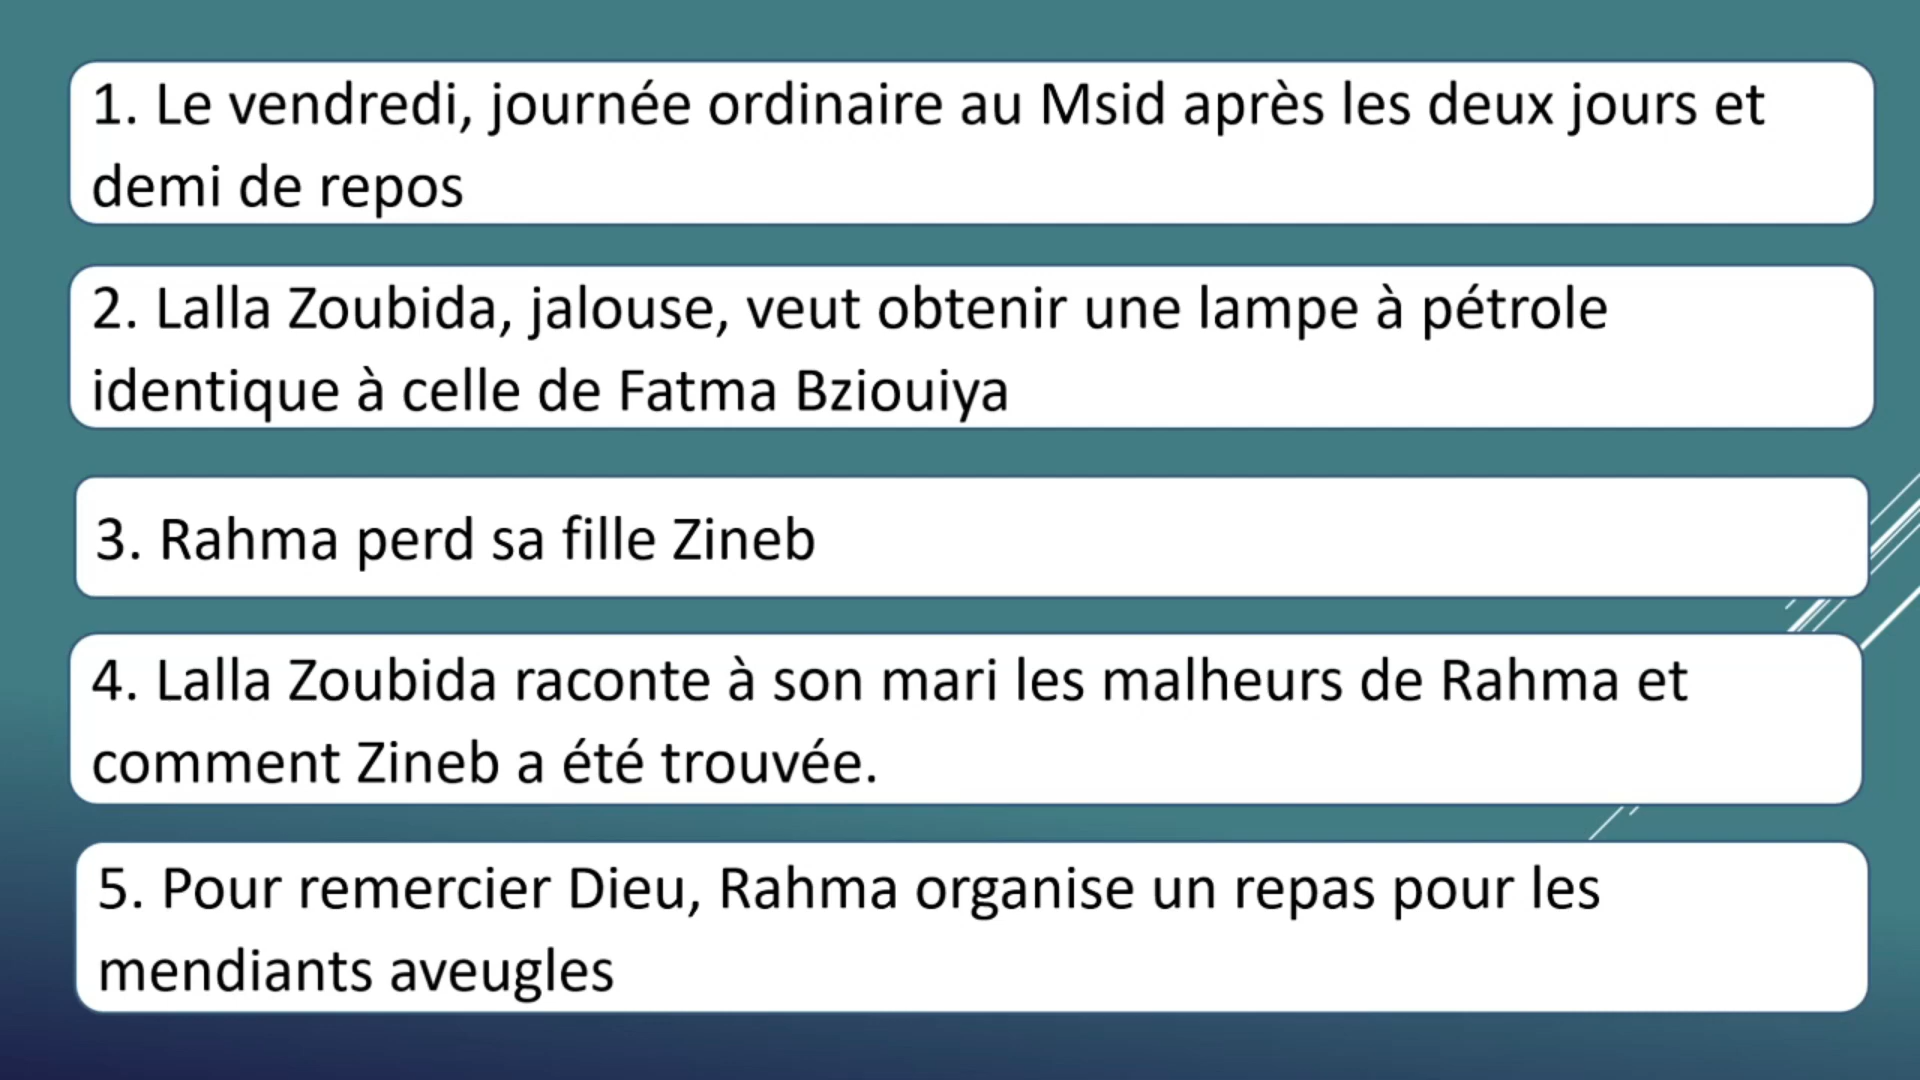 1. Le vendredi, journée ordinaire au Msid après les deux jours et
demi de repos
2. Lalla Zoubida, jalouse, veut obtenir une lampe à pétrole
identique à celle de Fatma Bziouiya
3. Rahma perd sa fille Zineb
4. Lalla Zoubida raconte à son mari les malheurs de Rahma et
comment Zineb a été trouvée.
5. Pour remercier Dieu, Rahma organise un repas pour les
mendiants aveugles